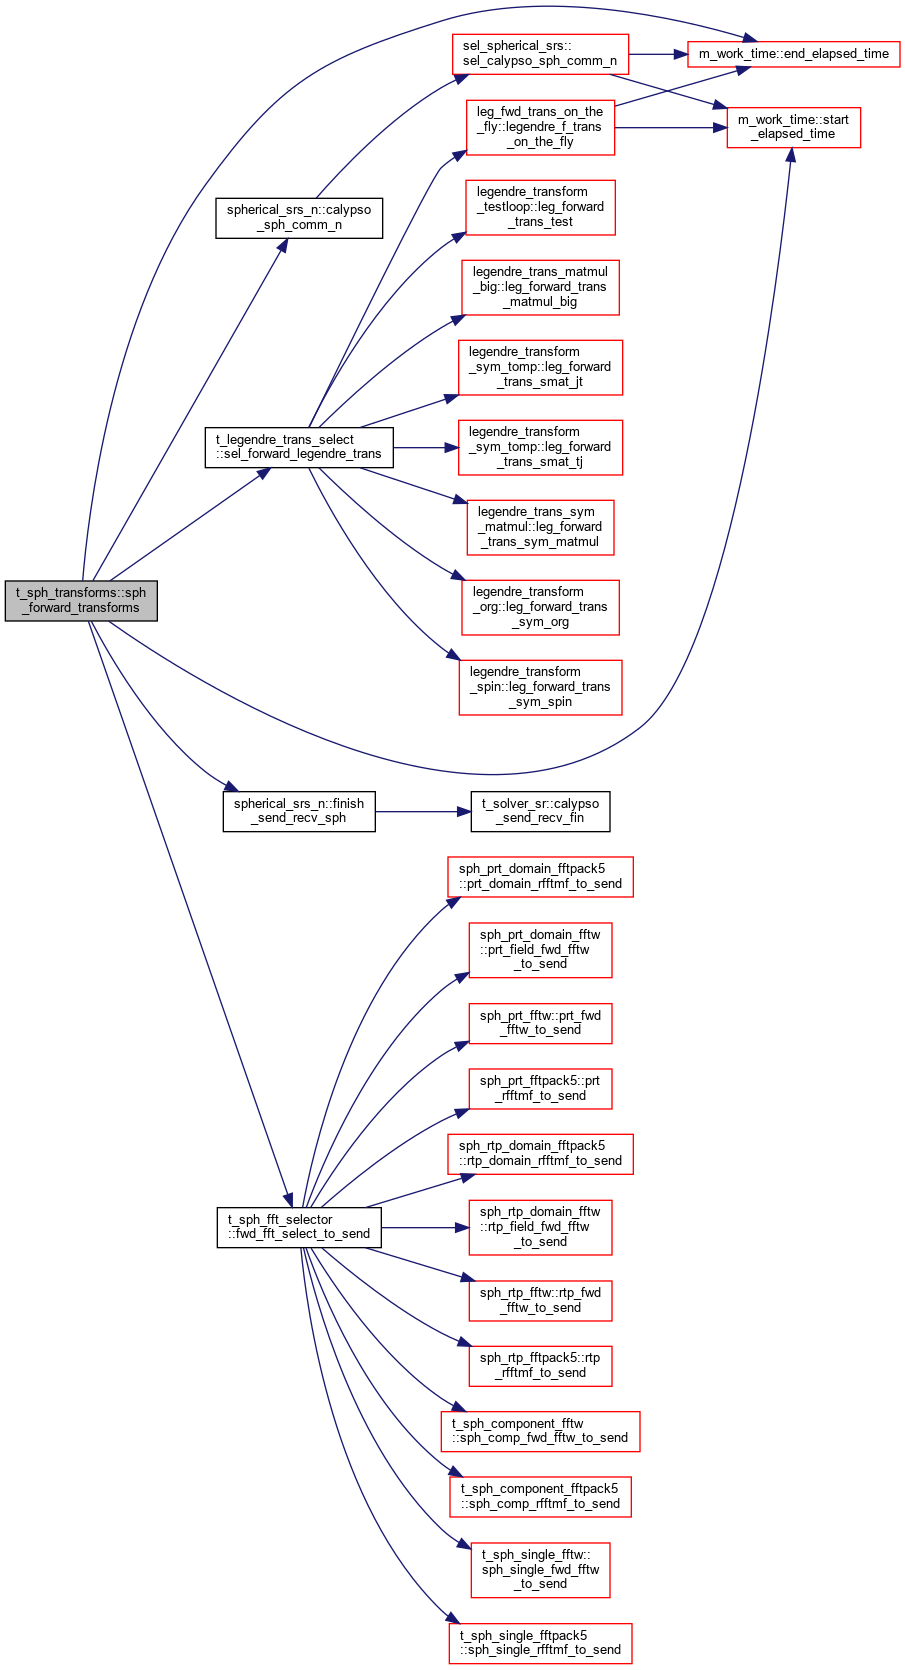 sel_spherical_srs::
sel_calypso_sph_comm_n
m_work_time::end_elapsed_time
leg_fwd_trans_on_the
_fly::legendre_f_trans
_on_the_fly
m_work_time::start
_elapsed_time
legendre_transform
_testloop::leg_forward
_trans_test
spherical_srs_n::calypso
_sph_comm_n
legendre_trans_matmul
_big::leg_forward_trans
_matmul_big
legendre_transform
_sym_tomp::leg_forward
_trans_smat_jt
t_legendre_trans_select
::sel_forward_legendre_trans
legendre_transform
_sym_tomp::leg_forward
_trans_smat_tj
legendre_trans_sym
_matmul::leg_forward
_trans_sym_matmul
t_sph_transforms::sph
_forward_transforms
legendre_transform
_org::leg_forward_trans
_sym_org
legendre_transform
_spin::leg_forward_trans
_sym_spin
spherical_srs_n::finish
_send_recv_sph
t_solver_sr::calypso
_send_recv_fin
sph_prt_domain_fftpack5
::prt_domain_rfftmf_to_send
sph_prt_domain_fftw
::prt_field_fwd_fftw
_to_send
sph_prt_fftw::prt_fwd
_fftw_to_send
sph_prt_fftpack5::prt
_rfftmf_to_send
sph_rtp_domain_fftpack5
::rtp_domain_rfftmf_to_send
t_sph_fft_selector
::fwd_fft_select_to_send
sph_rtp_domain_fftw
::rtp_field_fwd_fftw
_to_send
sph_rtp_fftw::rtp_fwd
_fftw_to_send
sph_rtp_fftpack5::rtp
_rfftmf_to_send
t_sph_component_fftw
::sph_comp_fwd_fftw_to_send
t_sph_component_fftpack5
::sph_comp_rfftmf_to_send
t_sph_single_fftw::
sph_single_fwd_fftw
_to_send
t_sph_single_fftpack5
::sph_single_rfftmf_to_send